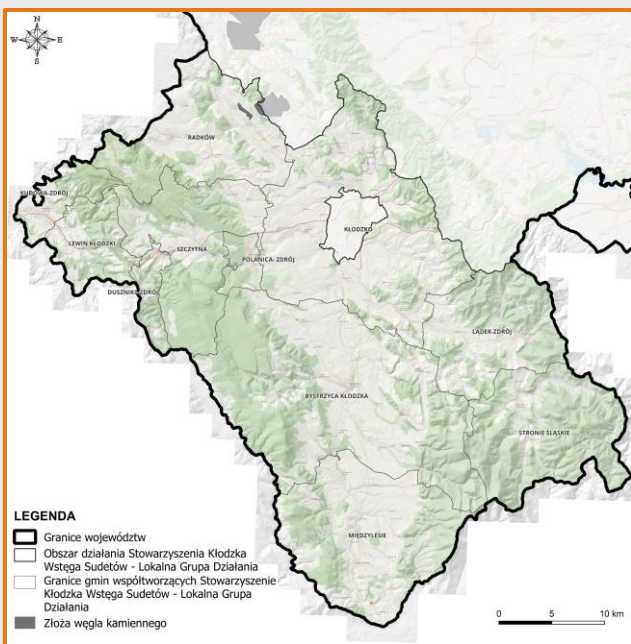 N
W E
S
RADKÓW
KUDOWA-ZDRÓJ
KŁODZKO
LEWIN KŁODZKI
SZCZYTNA
POLANICA- ZDRÓJ
DUSZNIKI-ZDRÓJ
LĄDEK-ZDRÓJ
BYSTRZYCA KŁODZKA
STRONIE ŚLĄSKIE
MIĘDZYLESIE
LEGENDA
Granice województw
Obszar działania Stowarzyszenia Kłodzka
Wstęga Sudetów - Lokalna Grupa Działania
Granice gmin współtworzących Stowarzyszenie
Kłodzka Wstęga Sudetów - Lokalna Grupa
Działania
Złoża węgla kamiennego
0 5 10 km